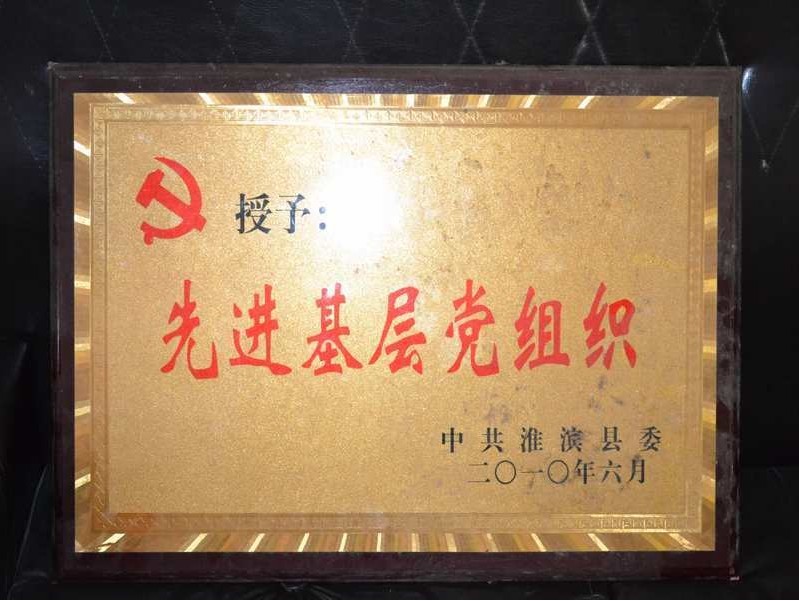 授予：
先进基层党组织
中共淮滨县委
二〇一〇年六月